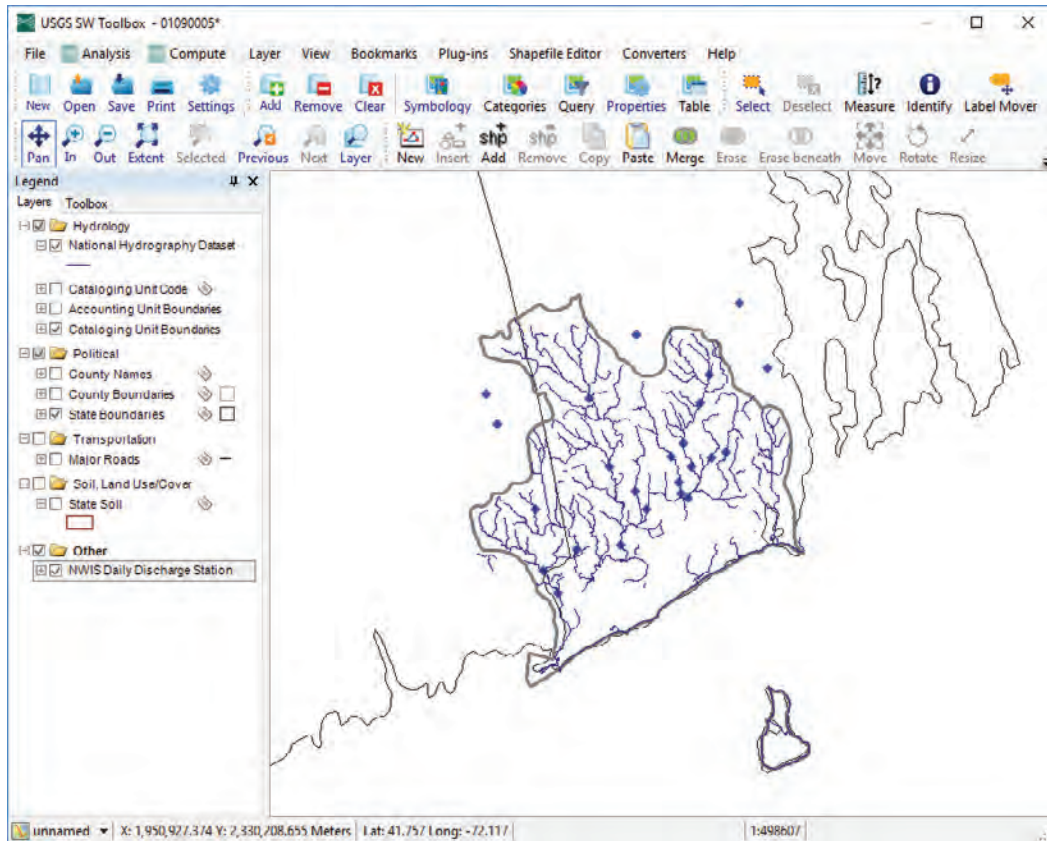 USGS SW Toolbox - 01090005*
File Analysis Compute Layer View Bookmarks Plug-ins Shapefile Editor Converters Help
New Open Save Print Settings Add Remove Clear Symbology Categories Query Properties Table Select Deselect Measure Identify Label Mover
shp shp
Pan In Out Extent Selected Previous Next Layer New Insert Add Remove Copy Paste Merge Erase Erase beneath Move Rotate Resize
Legend
Layers Toolbox
Hydrology
National Hydrography Dataset
Cataloging Unit Code
Accounting Unit Boundaries
Cataloging Unit Boundaries
Political
County Names
County Boundaries
State Boundaries
Transportation
Major Roads
Soil, Land Use/Cover
State Soil
Other
NWIS Daily Discharge Station
unnamed X: 1,950,927.374 Y: 2,330,208.655 Meters Lat: 41.757 Long: -72.117 1:498607